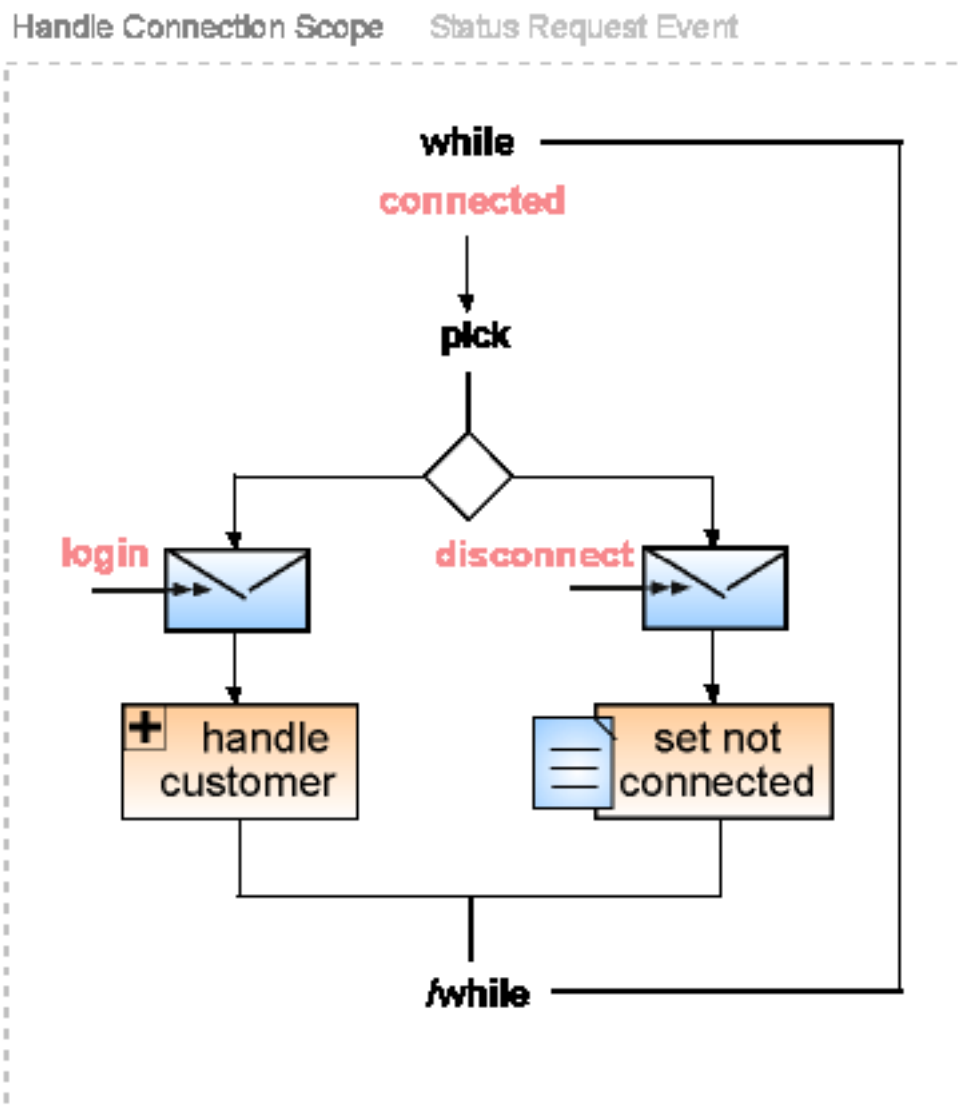 Handle Connection Scope Status Request Event
while
connected
pick
login
disconnect
handle
customer
set not
connected
/while